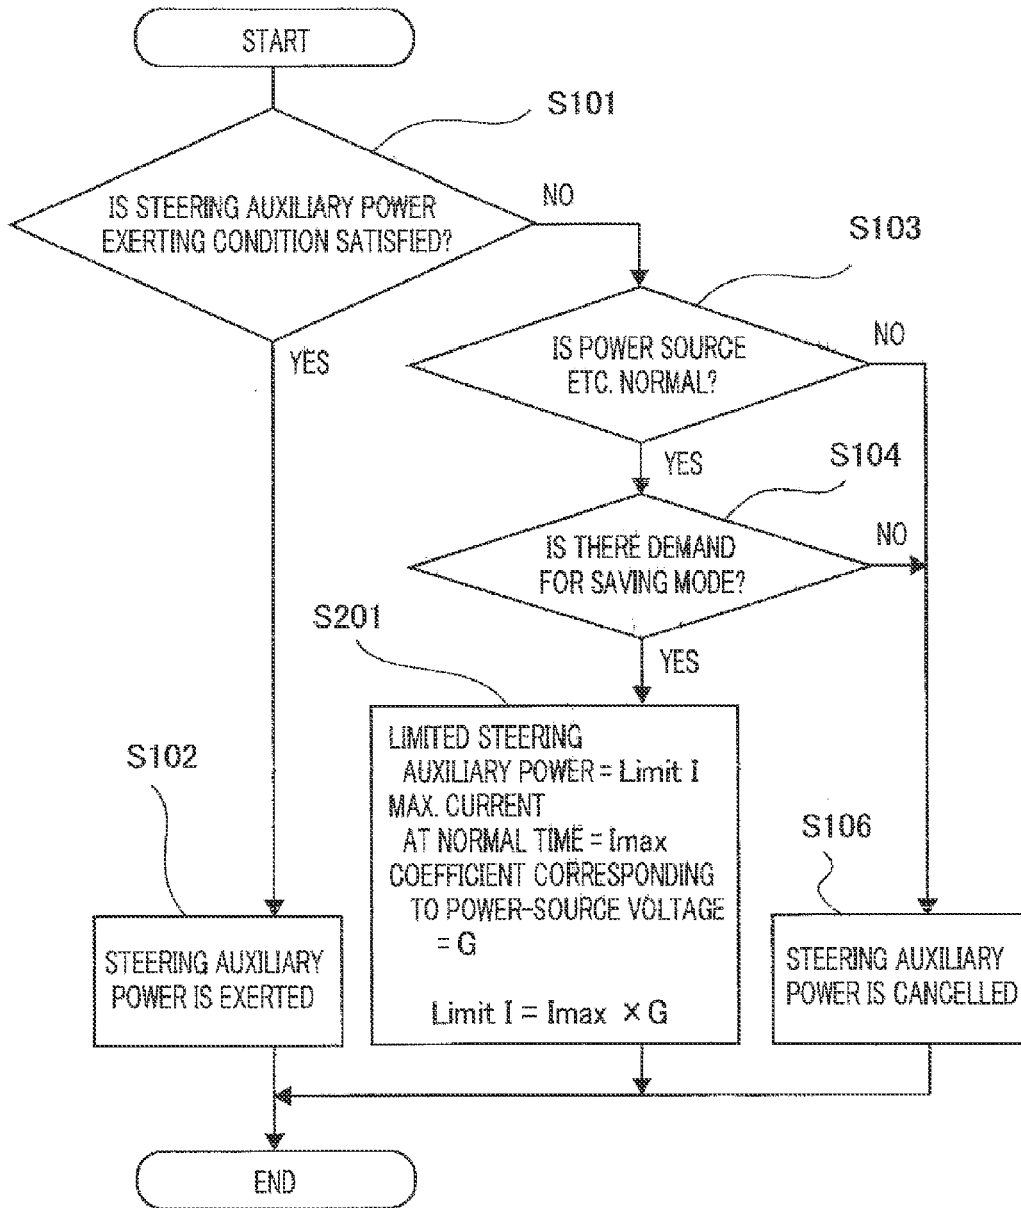 START
S101
IS STEERING AUXILIARY POWER
EXERTING CONDITION SATISFIED?
NO
YES
S103
IS POWER SOURCE
ETC. NORMAL?
NO
YES
S104
IS THERE DEMAND
FOR SAVING MODE?
NO
YES
S201
LIMITED STEERING
AUXILIARY POWER = Limit I
MAX. CURRENT
AT NORMAL TIME = Imax
COEFFICIENT CORRESPONDING
TO POWER-SOURCE VOLTAGE
= G
Limit I = Imax × G
S102
STEERING AUXILIARY
POWER IS EXERTED
S106
STEERING AUXILIARY
POWER IS CANCELLED
END